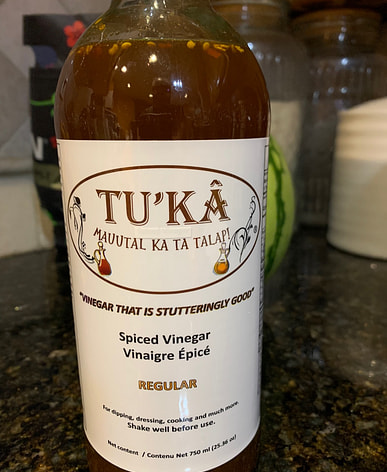 TU'KÂ
MAUUTAL KA TA TALAP!
"VINEGAR THAT IS STUTTERINGLY GOOD"
Spiced Vinegar
Vinaigre Épicé
REGULAR
For dipping, dressing, cooking and much more.
Shake well before use.
Net content / Contenu Net 750 ml (25.36 oz)